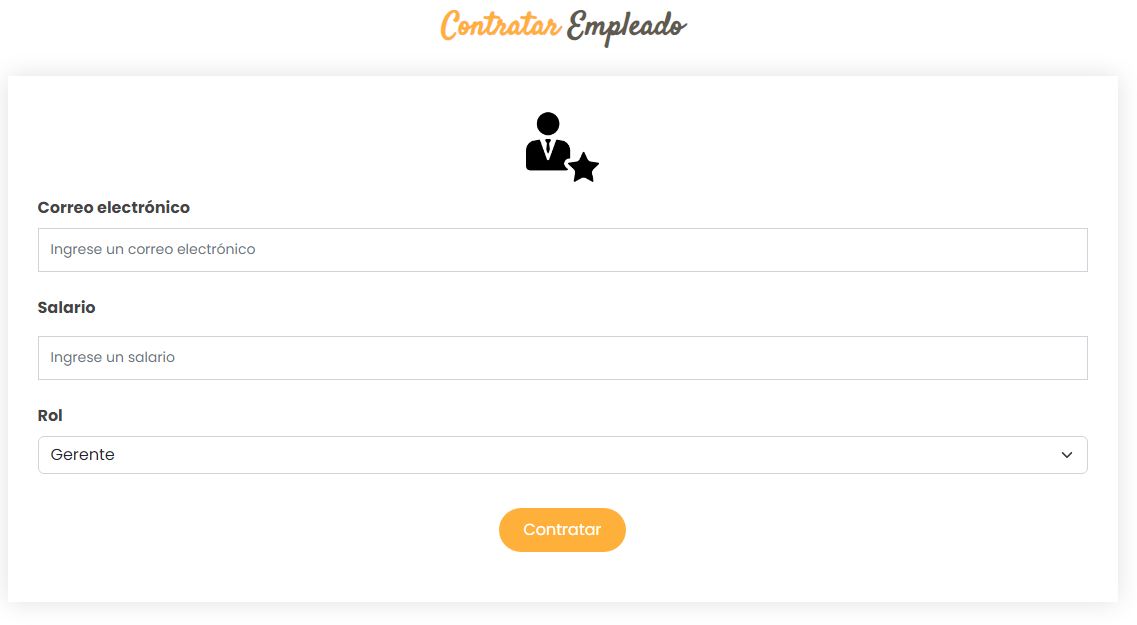 Contratar Empleado
Correo electrónico
Ingrese un correo electrónico
Salario
Ingrese un salario
Rol
Gerente
Contratar